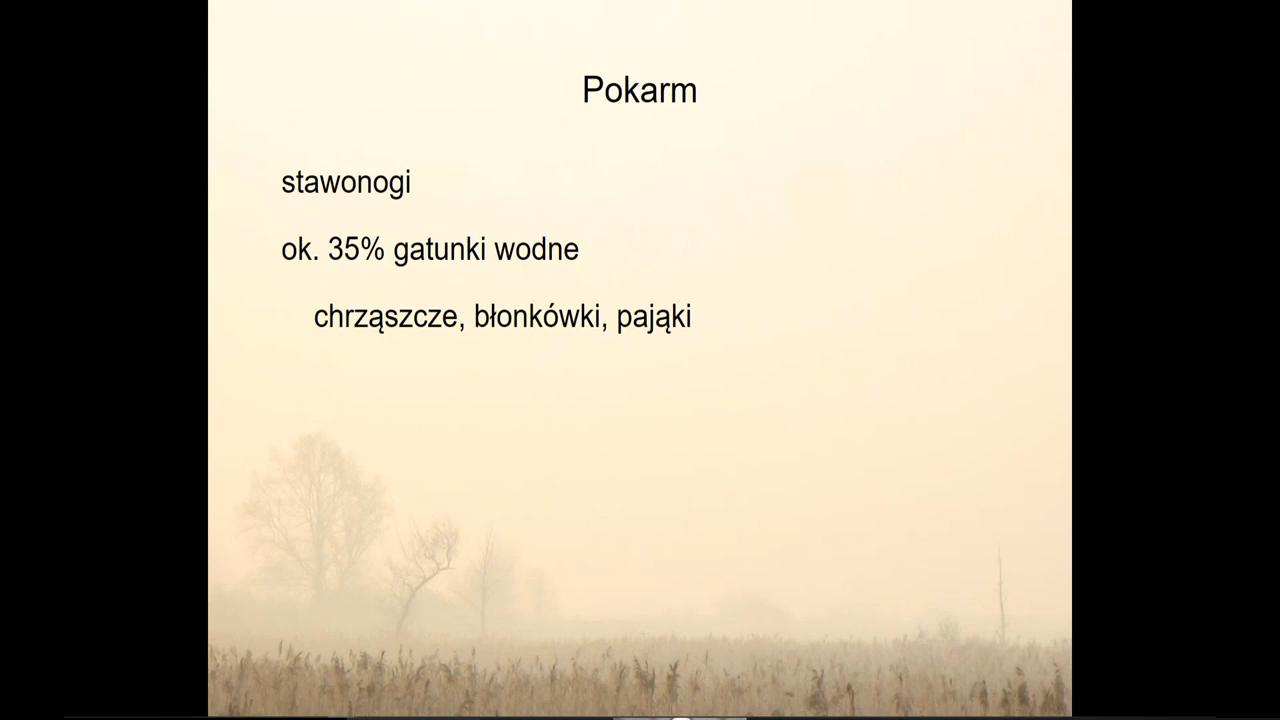 Pokarm
stawonogi
ok. 35% gatunki wodne
chrząszcze, błonkówki, pająki